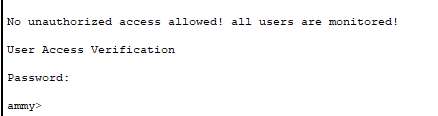 No unauthorized access allowed! all users are monitored!
User Access Verification
Password:
ammy>